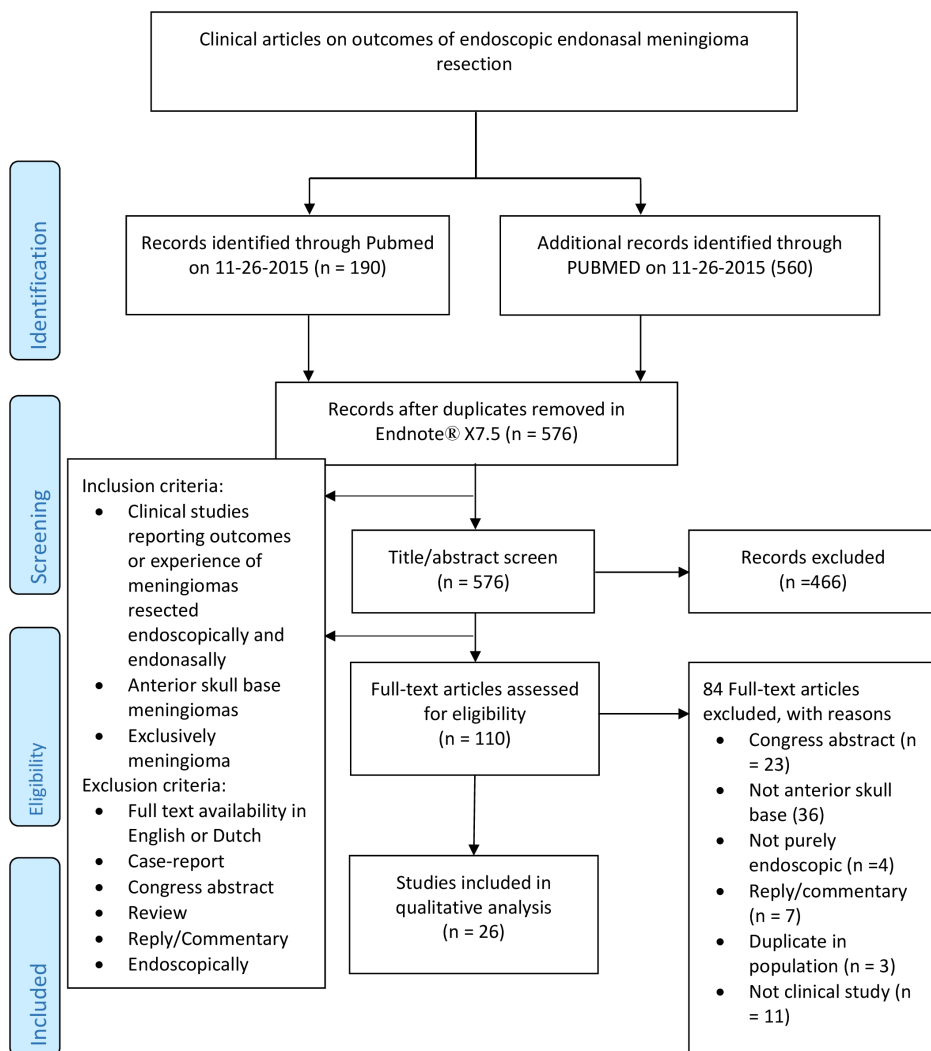 Clinical articles on outcomes of endoscopic endonasal meningioma
resection
Identification
Records identified through Pubmed
on 11-26-2015 (n = 190)
Additional records identified through
PUBMED on 11-26-2015 (560)
Records after duplicates removed in
Endnote® X7.5 (n = 576)
Screening
Inclusion criteria:
• Clinical studies
reporting outcomes
or experience of
meningiomas
resected
endoscopically and
endonasally
• Anterior skull base
meningiomas
• Exclusively
meningioma
Exclusion criteria:
• Full text availability in
English or Dutch
• Case-report
• Congress abstract
• Review
• Reply/Commentary
• Endoscopically
Title/abstract screen
(n = 576)
Records excluded
(n =466)
Eligibility
Full-text articles assessed
for eligibility
(n = 110)
84 Full-text articles
excluded, with reasons
• Congress abstract (n
= 23)
• Not anterior skull
base (36)
• Not purely
endoscopic (n =4)
• Reply/commentary
(n = 7)
• Duplicate in
population (n = 3)
• Not clinical study (n
= 11)
Included
Studies included in
qualitative analysis
(n = 26)